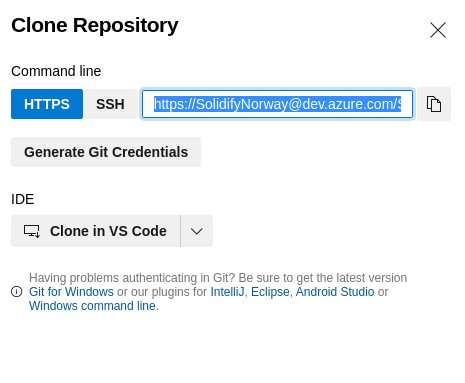 Clone Repository
Command line
HTTPS SSH https://SolidifyNorway@dev.azure.com/S
Generate Git Credentials
IDE
Clone in VS Code
Having problems authenticating in Git? Be sure to get the latest version
Git for Windows or our plugins for IntelliJ, Eclipse, Android Studio or
Windows command line.